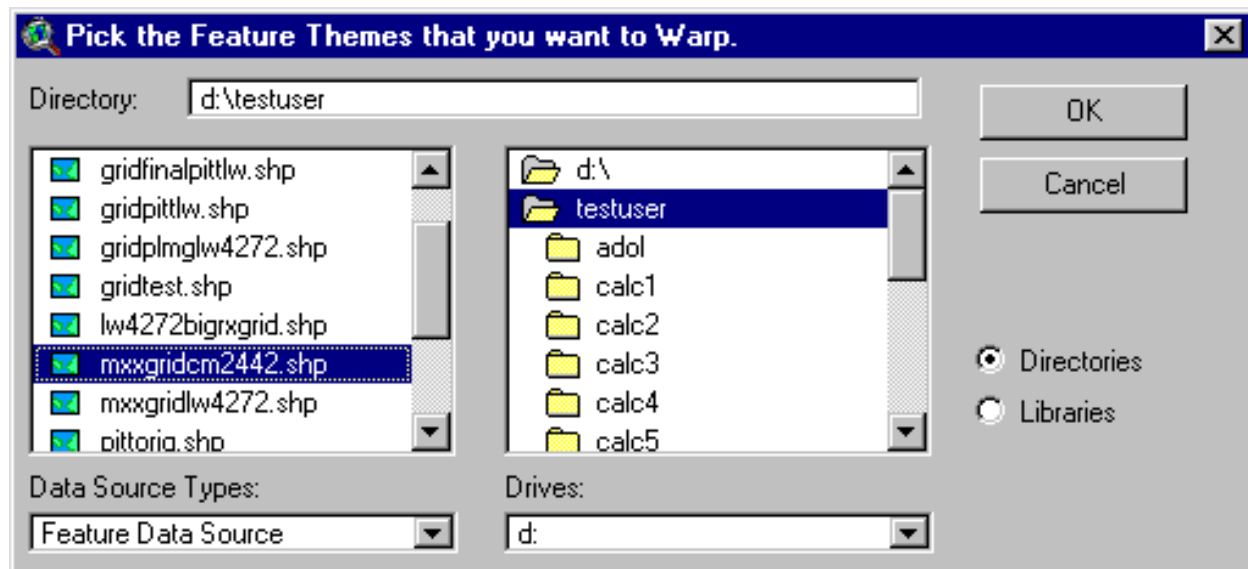 Pick the Feature Themes that you want to Warp.
Directory: d:\testuser
OK
Cancel
gridfinalpittlw.shp
gridpittlw.shp
gridplmglw4272.shp
gridtest.shp
lw4272bigrxgrid.shp
mxxgridcm2442.shp
mxxgridlw4272.shp
pittorig.shp
d:\
testuser
adol
calc1
calc2
calc3
calc4
calc5
Directories
Libraries
Data Source Types:
Feature Data Source
Drives:
d: